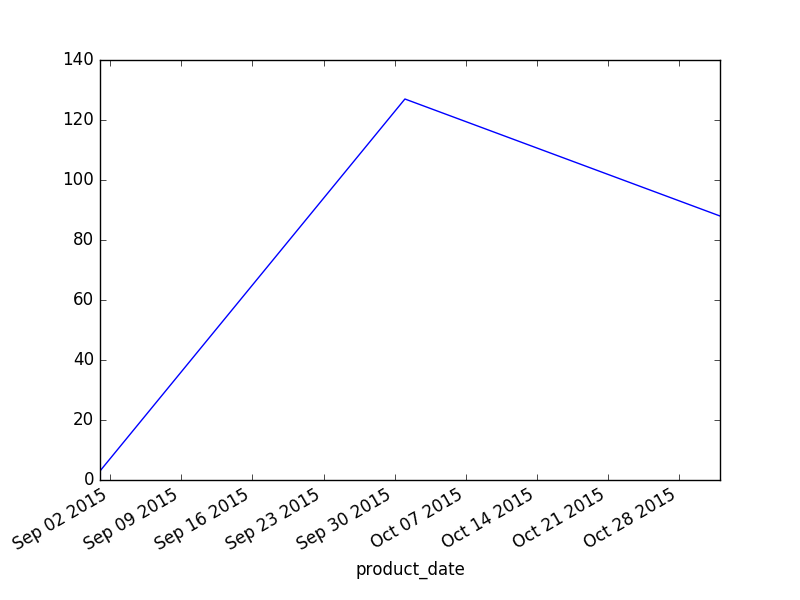 140
120
100
80
60
40
20
0
Sep 02 2015
Sep 09 2015
Sep 16 2015
Sep 23 2015
Sep 30 2015
Oct 07 2015
Oct 14 2015
Oct 21 2015
Oct 28 2015
product_date